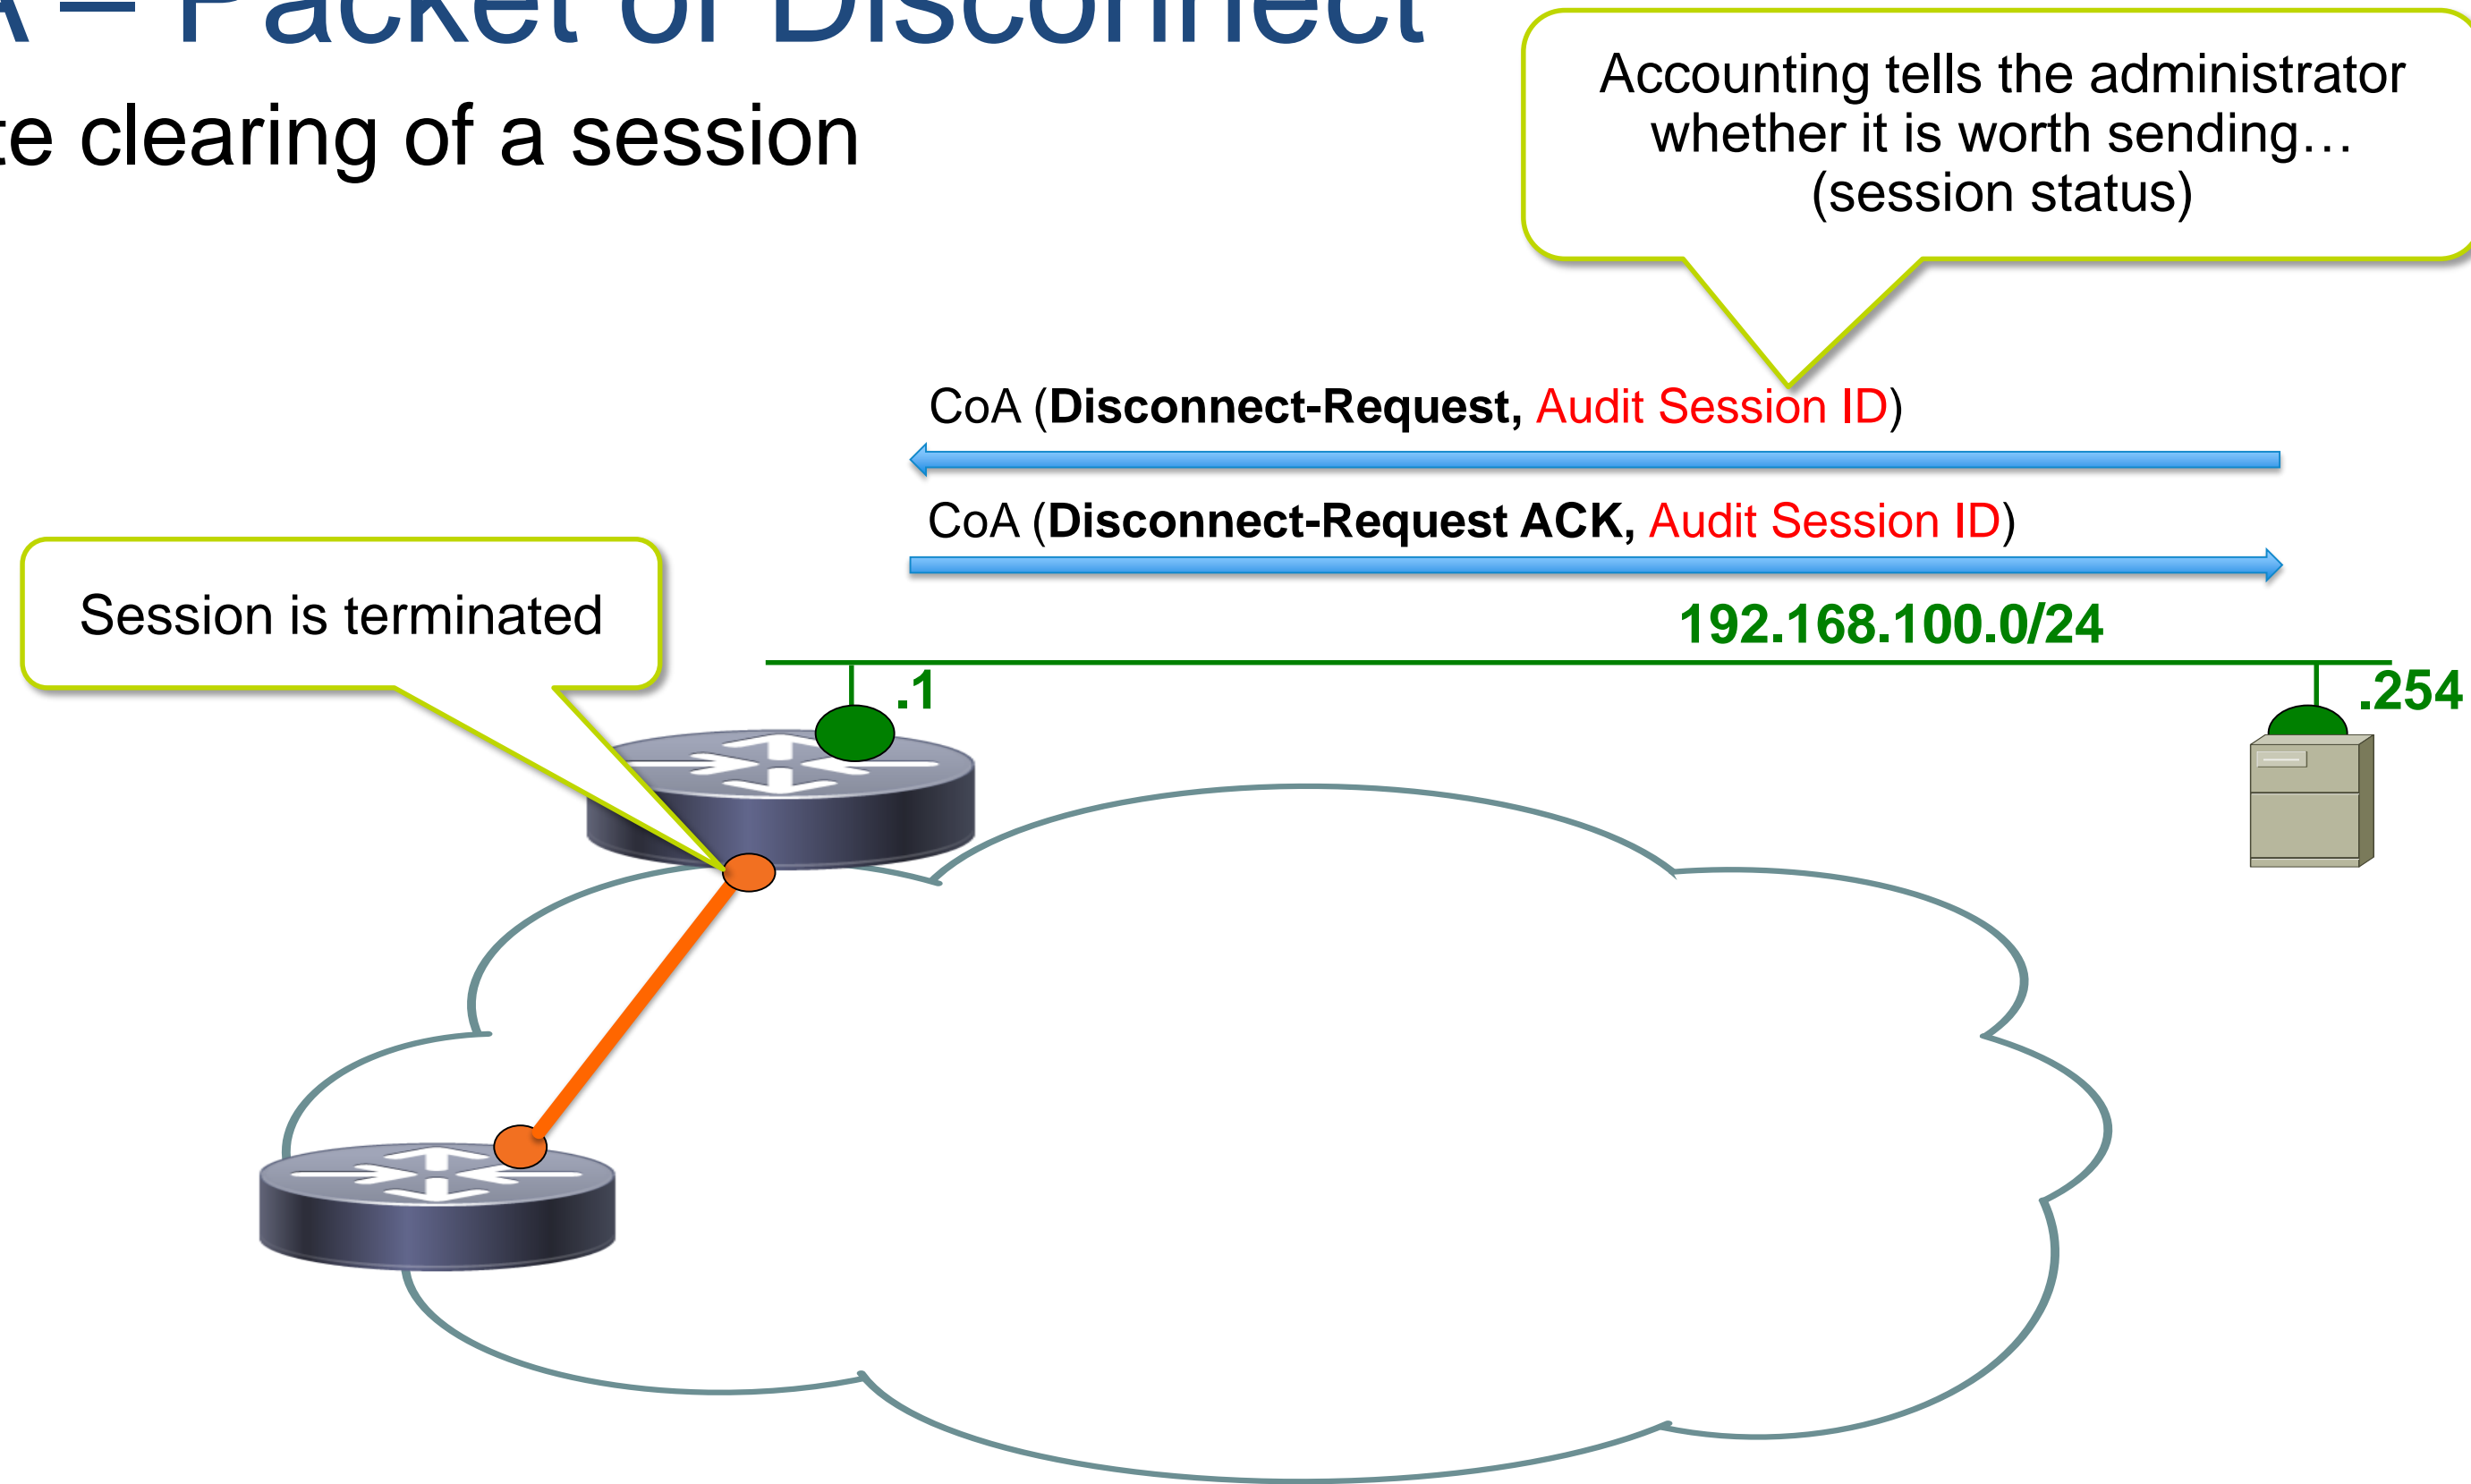 – Packet of Disconnect
clearing of a session
Accounting tells the administrator
whether it is worth sending…
(session status)
CoA (Disconnect-Request, Audit Session ID)
CoA (Disconnect-Request ACK, Audit Session ID)
Session is terminated
192.168.100.0/24
.1
.254